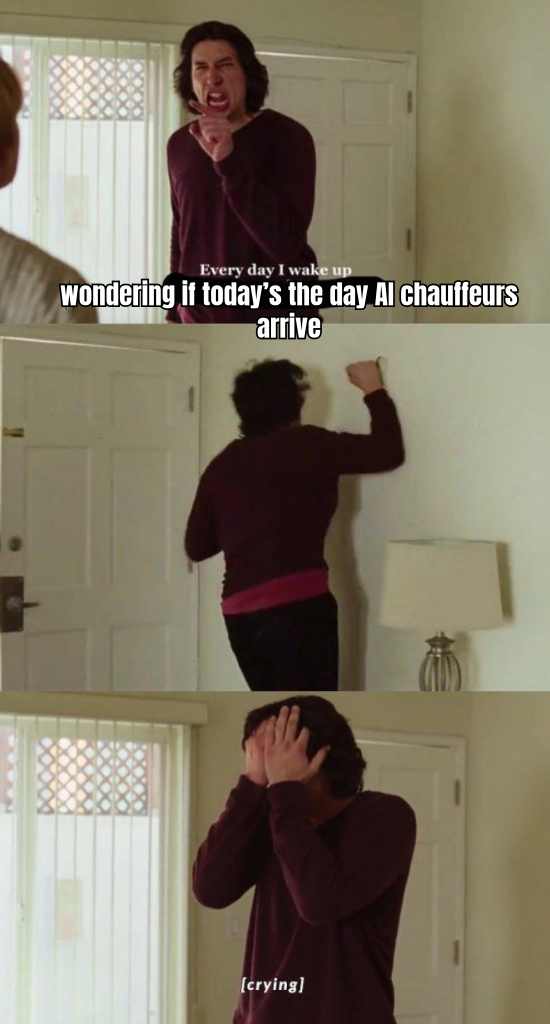 Every day I wake up
wondering if today's the day AI chauffeurs
arrive
[crying]